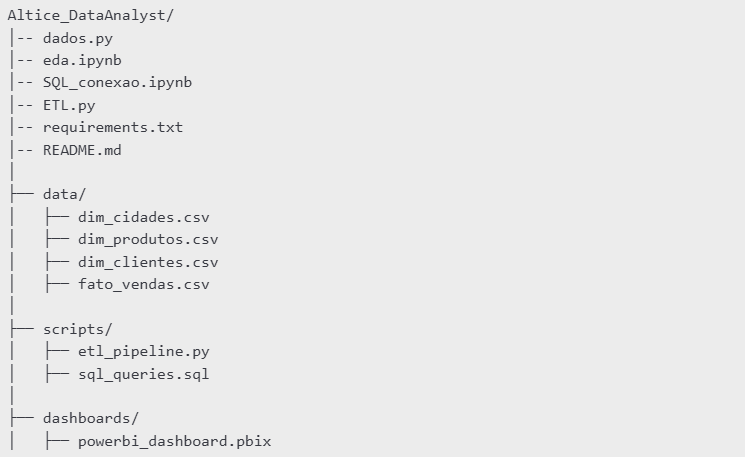 Altice_DataAnalyst/
│-- dados.py
│-- eda.ipynb
│-- SQL_conexao.ipynb
│-- ETL.py
│-- requirements.txt
│-- README.md
│
├── data/
│   ├── dim_cidades.csv
│   ├── dim_produtos.csv
│   ├── dim_clientes.csv
│   ├── fato_vendas.csv
│
├── scripts/
│   ├── etl_pipeline.py
│   ├── sql_queries.sql
│
├── dashboards/
│   ├── powerbi_dashboard.pbix